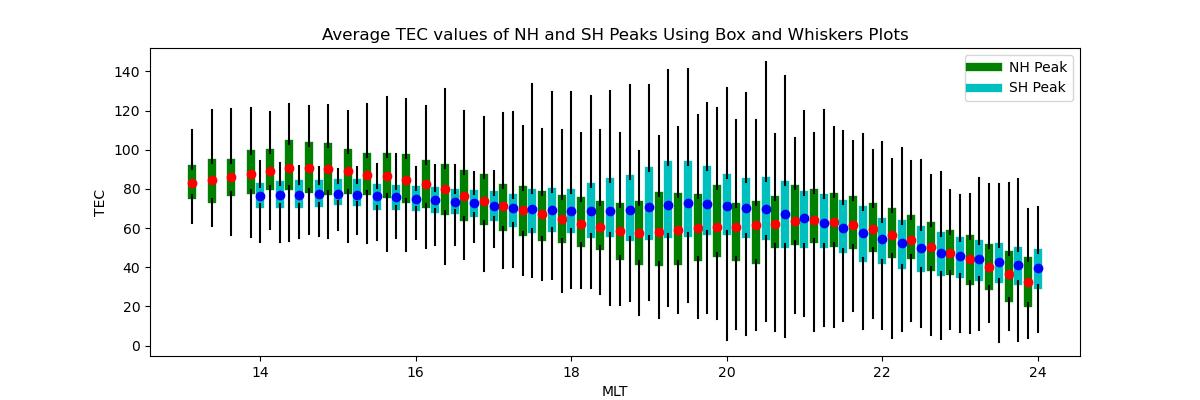 Average TEC values of NH and SH Peaks Using Box and Whiskers Plots
NH Peak
SH Peak
TEC
140
120
100
80
60
40
20
0
14
16
18
20
22
24
MLT